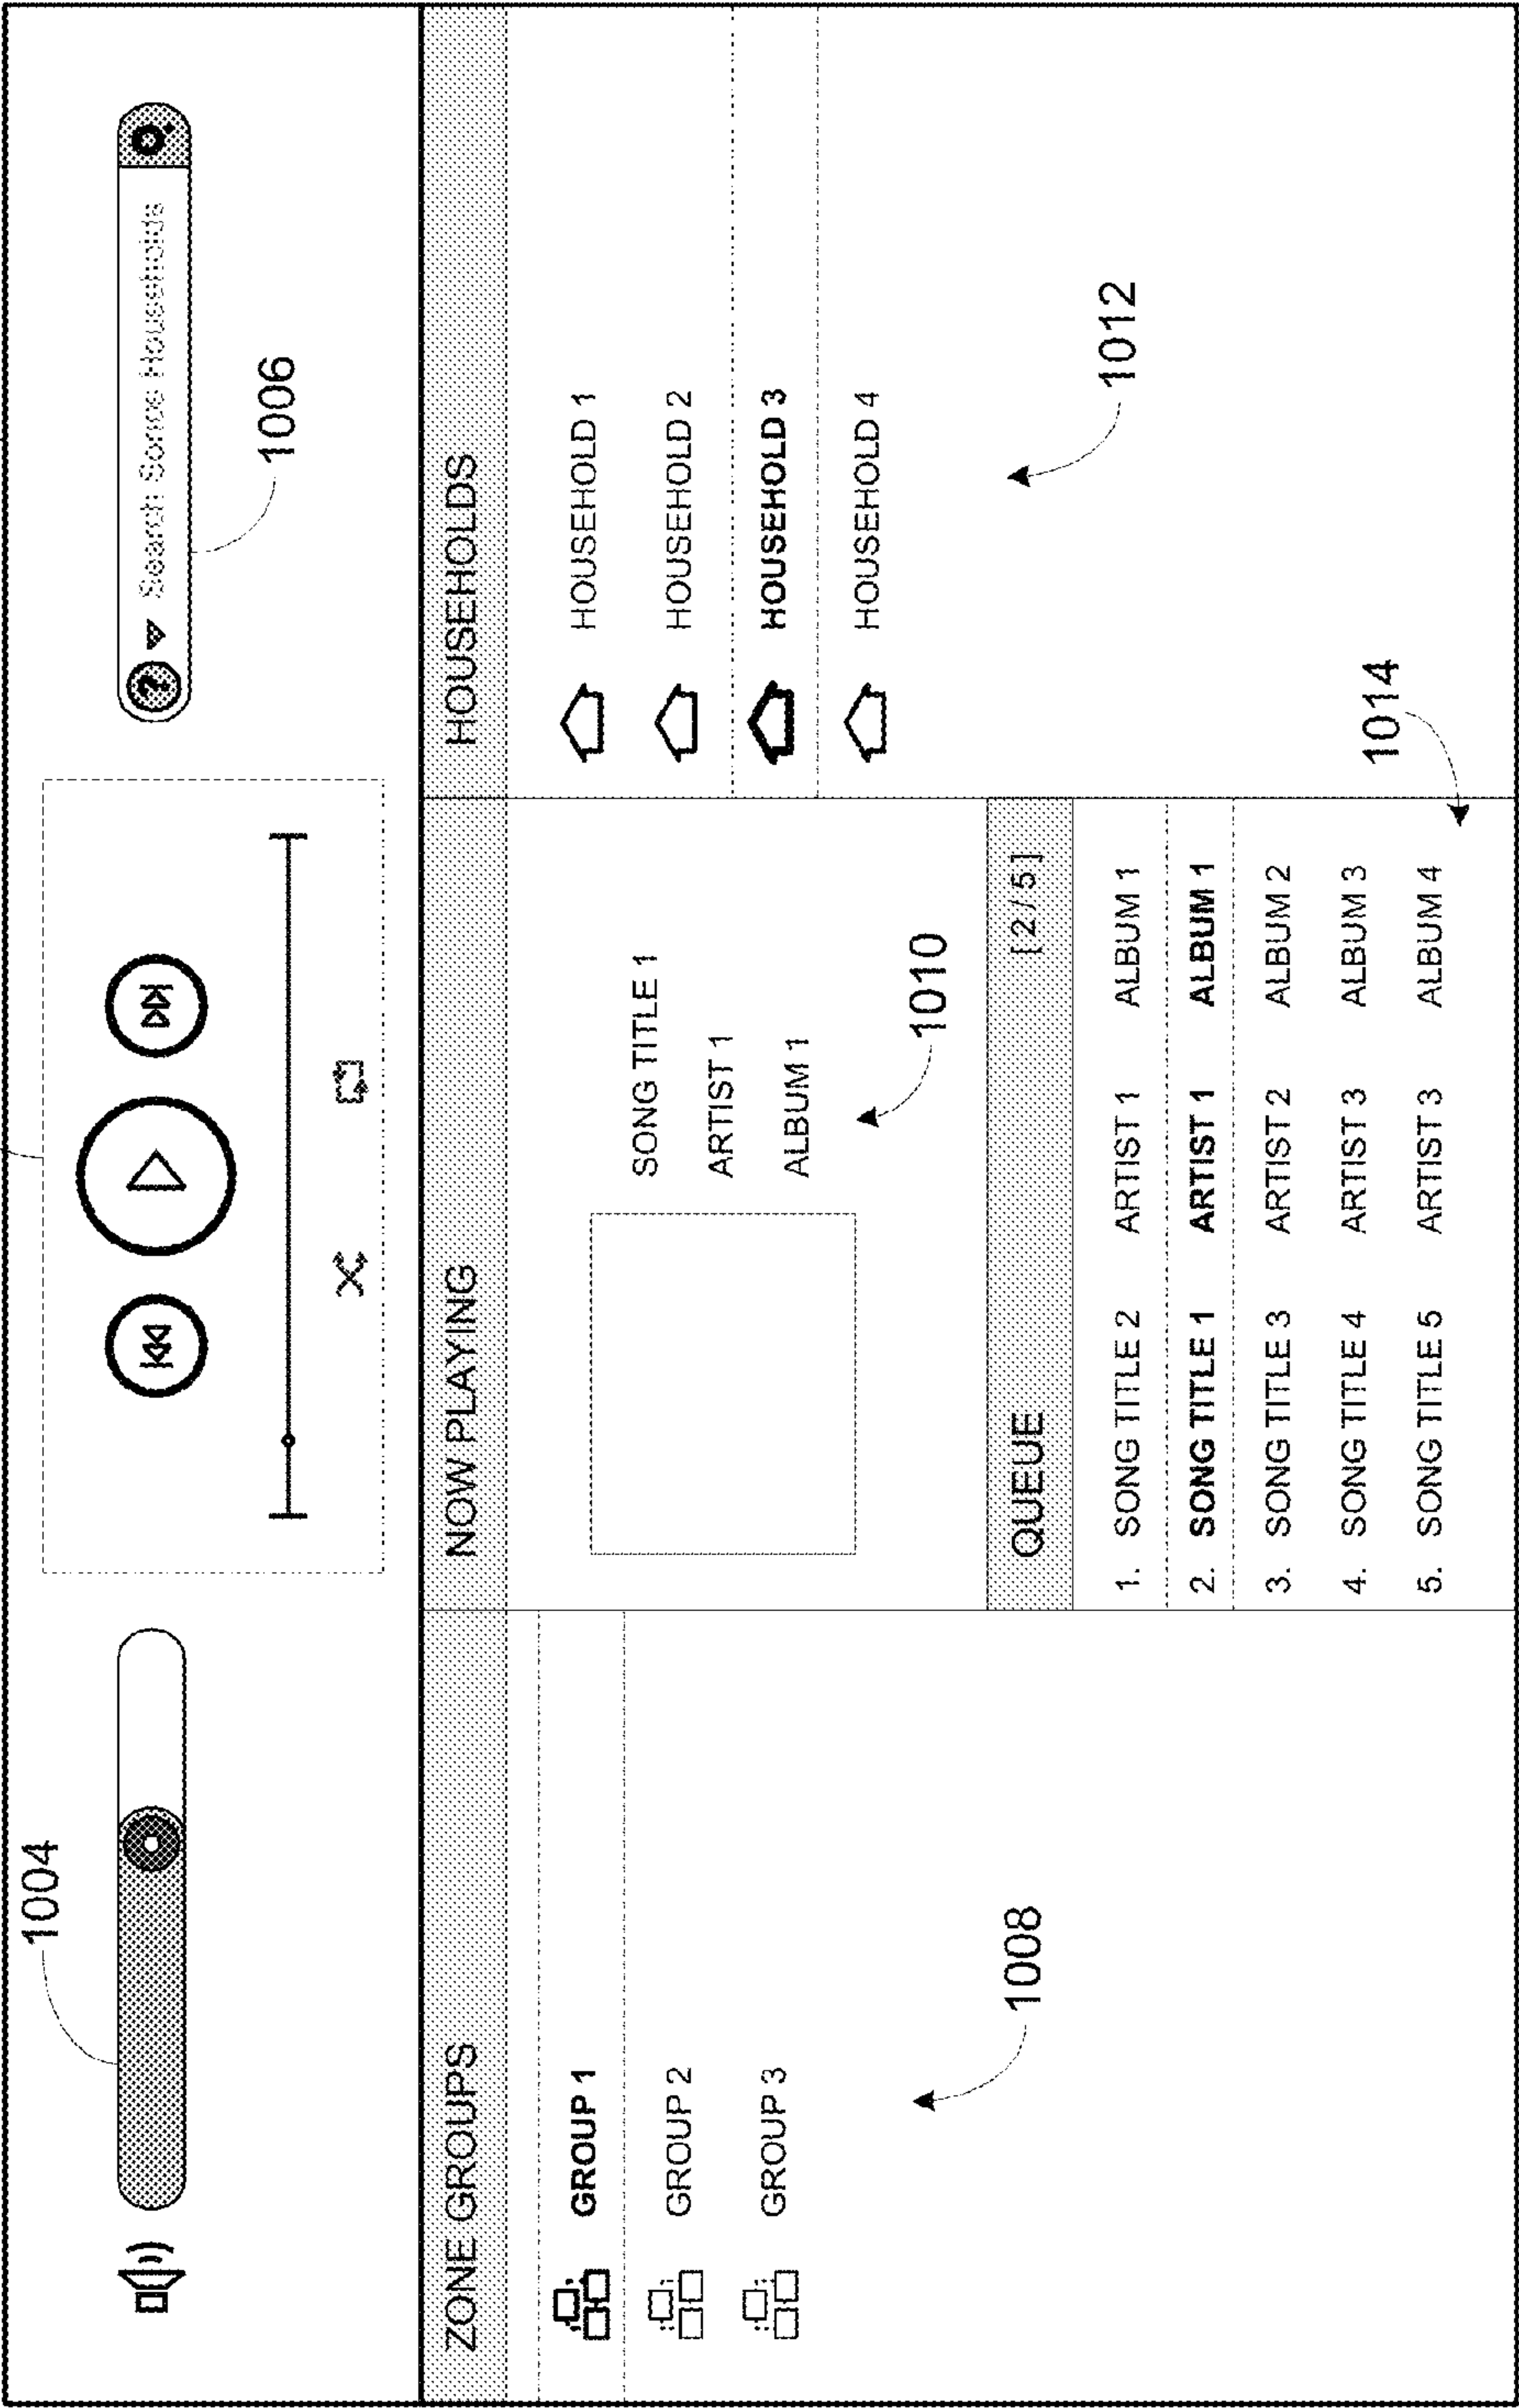 1004
? Search Sonos Households
1006
ZONE GROUPS
GROUP 1
GROUP 2
GROUP 3
1008
NOW PLAYING
SONG TITLE 1
ARTIST 1
ALBUM 1
1010
QUEUE [ 2 / 5 ]
1. SONG TITLE 2 ARTIST 1 ALBUM 1
2. SONG TITLE 1 ARTIST 1 ALBUM 1
3. SONG TITLE 3 ARTIST 2 ALBUM 2
4. SONG TITLE 4 ARTIST 3 ALBUM 3
5. SONG TITLE 5 ARTIST 3 ALBUM 4
1014
HOUSEHOLDS
HOUSEHOLD 1
HOUSEHOLD 2
HOUSEHOLD 3
HOUSEHOLD 4
1012